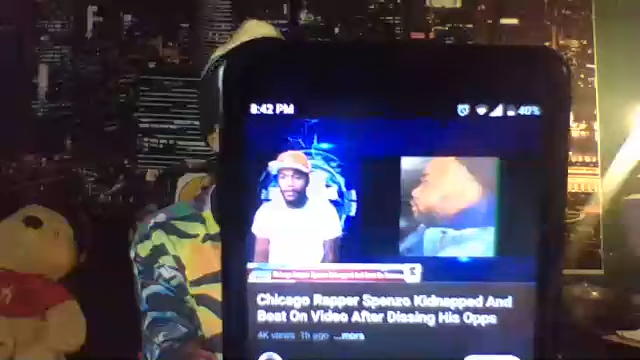 8:42 PM
40%
Chicago Rapper Spenzo Kidnapped And
Beat On Video After Dissing His Opps
4K views 1h ago ...more